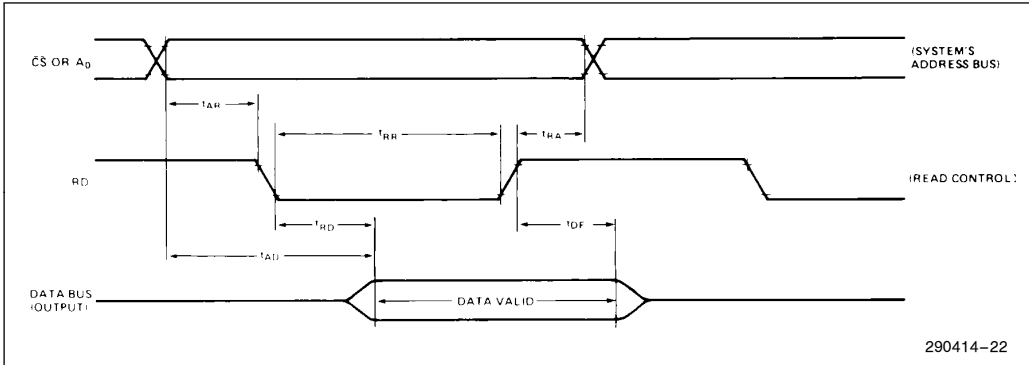 CS OR A0
(SYSTEM'S
ADDRESS BUS)
tAR
tRR
tRA
RD
(READ CONTROL)
tRD
tDF
tAD
DATA BUS
(OUTPUT)
DATA VALID
290414-22